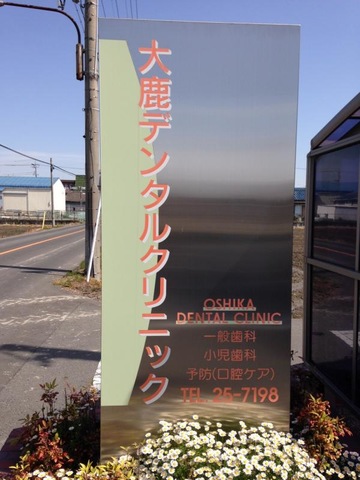 大鹿デンタルクリニック
OSHIKA
DENTAL CLINIC
一般歯科
小児歯科
予防(口腔ケア)
TEL 25-7198